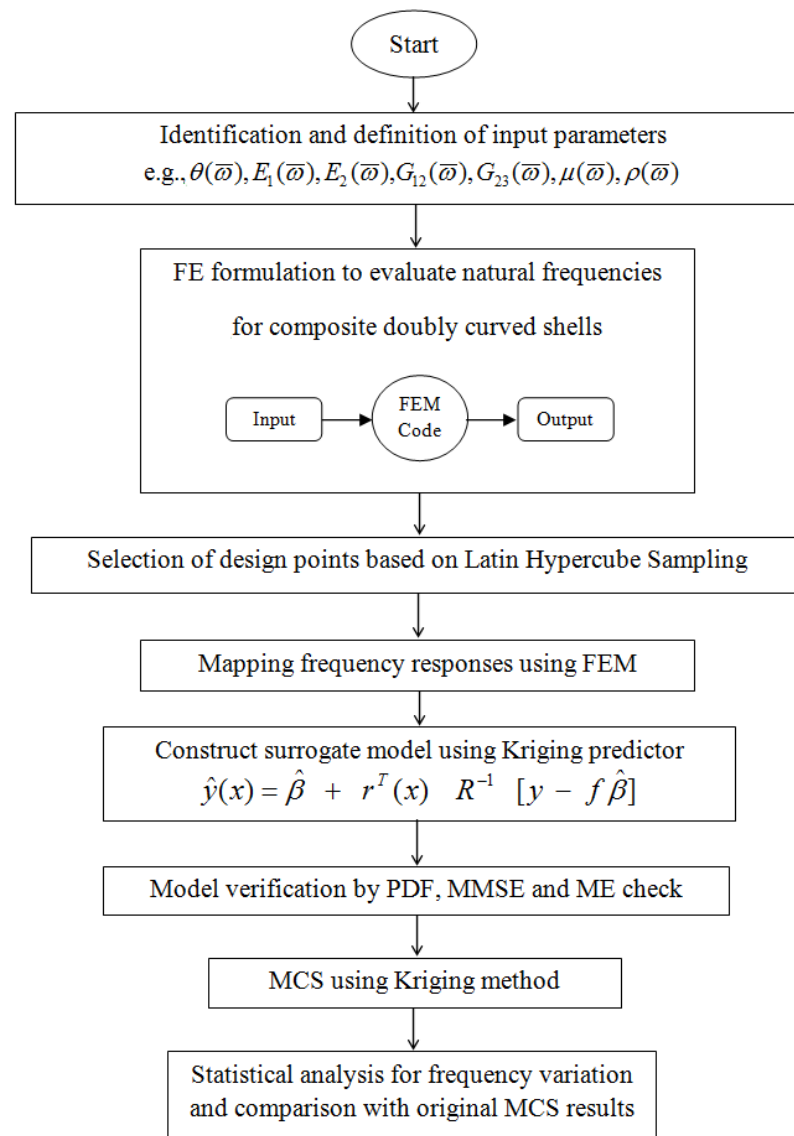 Start
Identification and definition of input parameters
e.g., θ(ω̅), E₁(ω̅), E₂(ω̅), G₁₂(ω̅), G₂₃(ω̅), μ(ω̅), ρ(ω̅)
FE formulation to evaluate natural frequencies
for composite doubly curved shells
Input
FEM
Code
Output
Selection of design points based on Latin Hypercube Sampling
Mapping frequency responses using FEM
Construct surrogate model using Kriging predictor
ŷ(x) = β̂ + rᵀ(x) R⁻¹ [y − f β̂]
Model verification by PDF, MMSE and ME check
MCS using Kriging method
Statistical analysis for frequency variation
and comparison with original MCS results